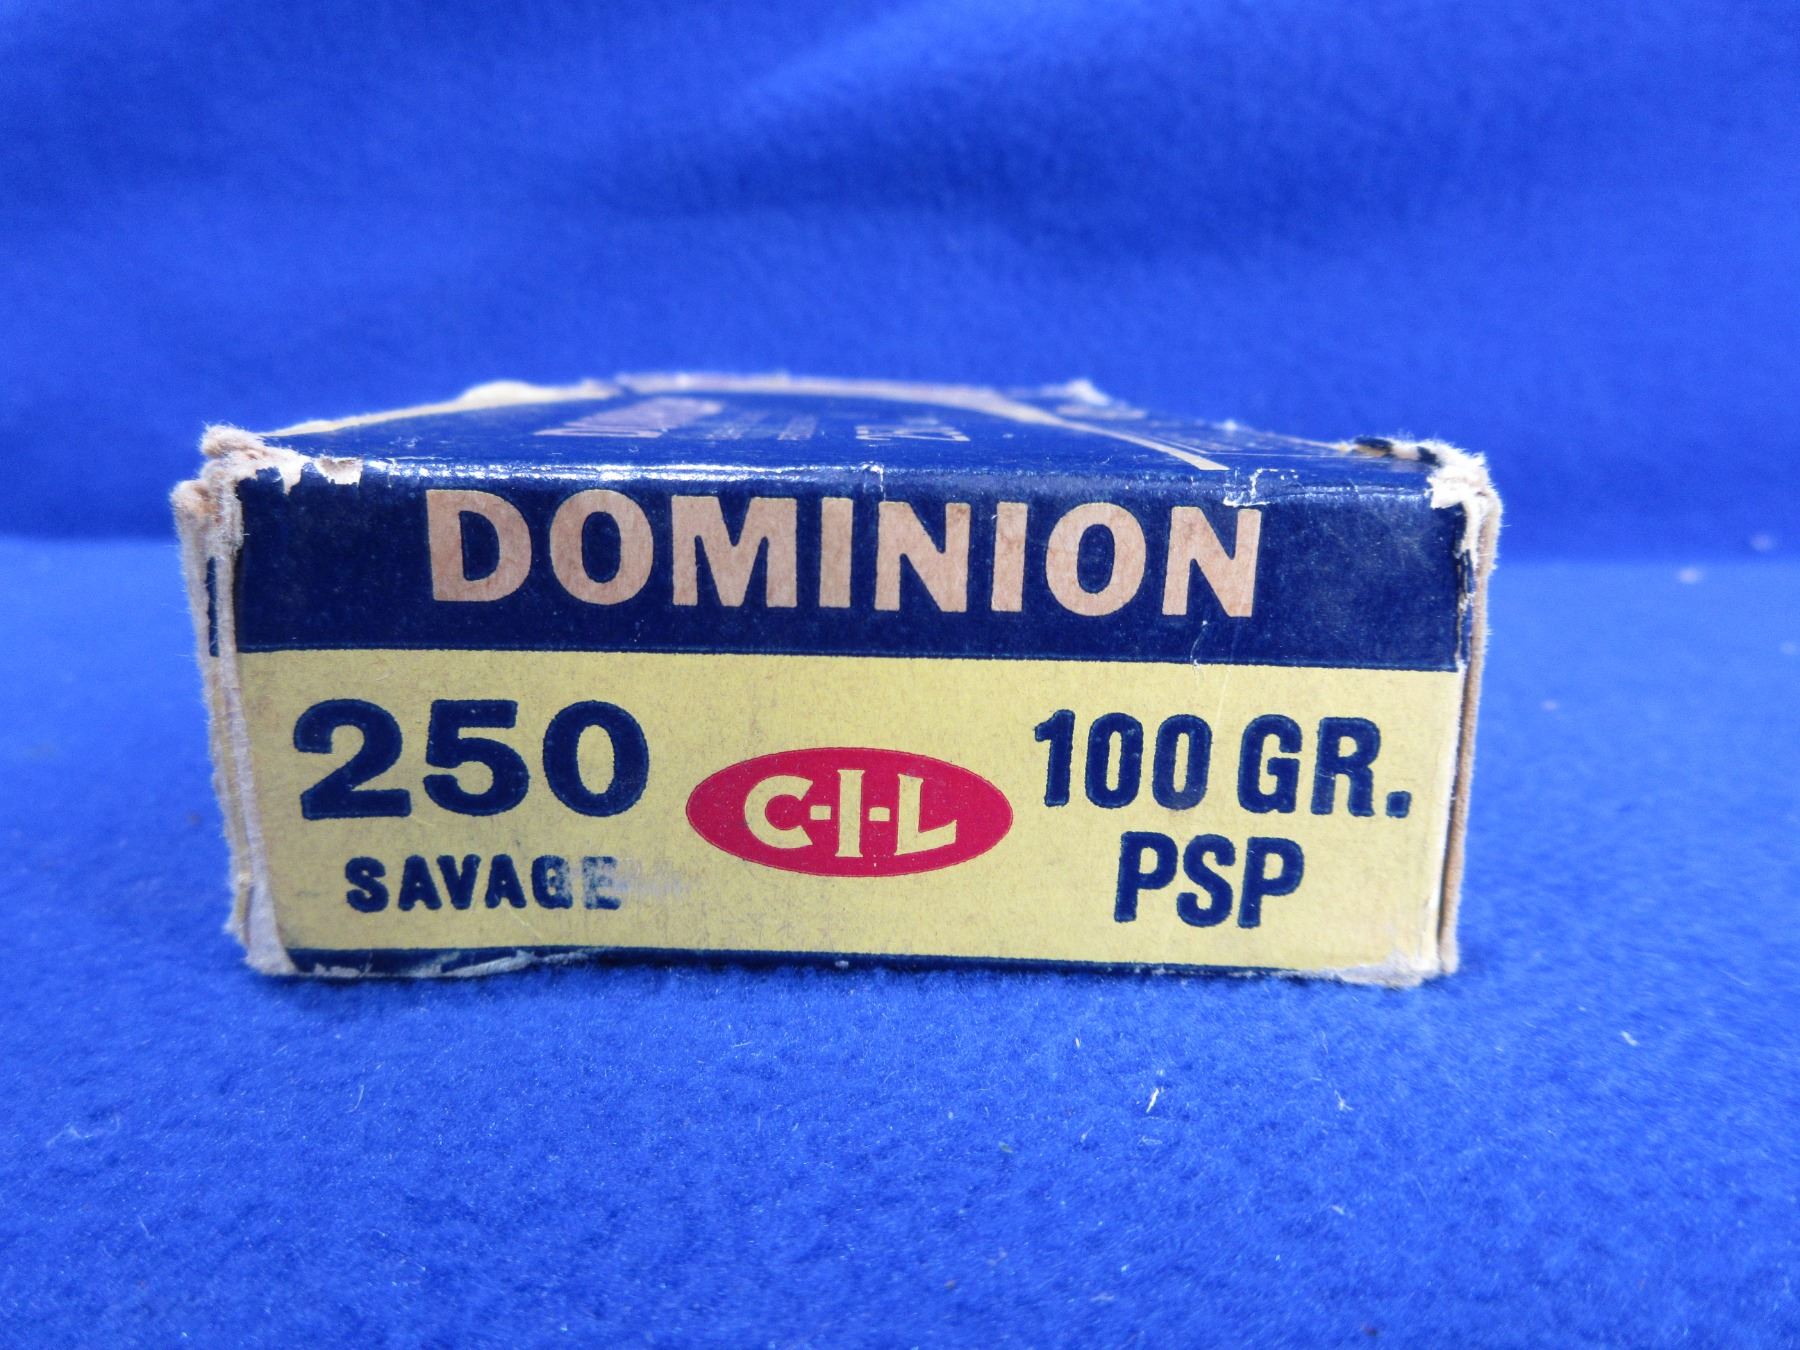 DOMINION
250
SAVAGE
C-I-L
100 GR.
PSP